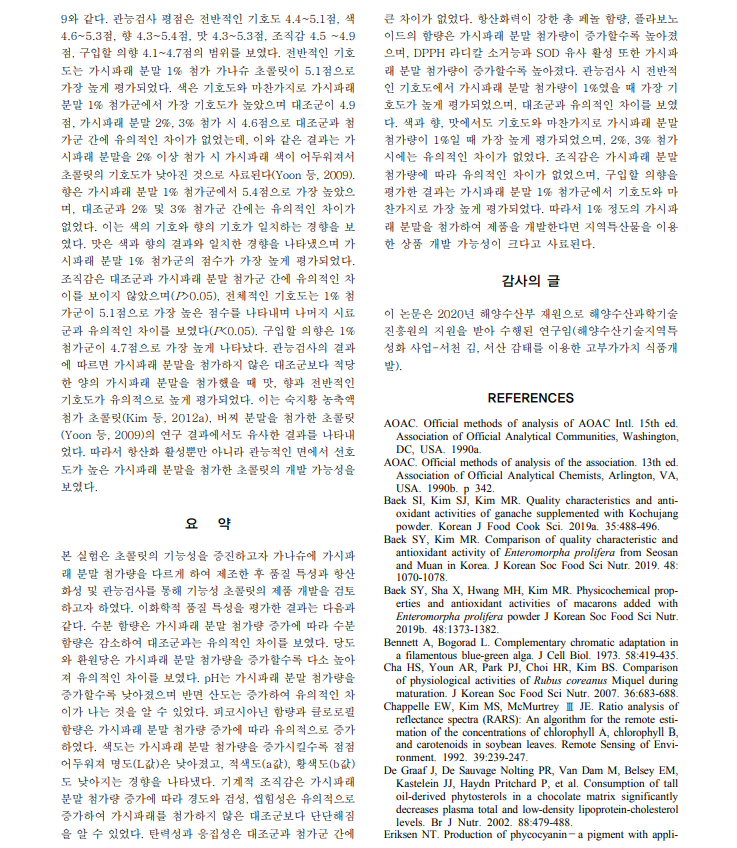 9와 같다. 관능검사 평점은 전반적인 기호도 4.4~5.1점, 색
4.6~5.3점, 향 4.3~5.4점, 맛 4.3~5.3점, 조직감 4.5 ~4.9
점, 구입할 의향 4.1~4.7점의 범위를 보였다. 전반적인 기호
도는 가시파래 분말 1% 첨가 가나슈 초콜릿이 5.1점으로
가장 높게 평가되었다. 색은 기호도와 마찬가지로 가시파래
분말 1% 첨가군에서 가장 기호도가 높았으며 대조군이 4.9
점, 가시파래 분말 2%, 3% 첨가 시 4.6점으로 대조군과 첨
가군 간에 유의적인 차이가 없었는데, 이와 같은 결과는 가
시파래 분말을 2% 이상 첨가 시 가시파래 색이 어두워져서
초콜릿의 기호도가 낮아진 것으로 사료된다(Yoon 등, 2009).
향은 가시파래 분말 1% 첨가군에서 5.4점으로 가장 높았으
며, 대조군과 2% 및 3% 첨가군 간에는 유의적인 차이가
없었다. 이는 색의 기호와 향의 기호가 일치하는 경향을 보
였다. 맛은 색과 향의 결과와 일치한 경향을 나타냈으며 가
시파래 분말 1% 첨가군의 점수가 가장 높게 평가되었다.
조직감은 대조군과 가시파래 분말 첨가군 간에 유의적인 차
이를 보이지 않았으며(P>0.05), 전체적인 기호도는 1% 첨
가군이 5.1점으로 가장 높은 점수를 나타내며 나머지 시료
군과 유의적인 차이를 보였다(P<0.05). 구입할 의향은 1%
첨가군이 4.7점으로 가장 높게 나타났다. 관능검사의 결과
에 따르면 가시파래 분말을 첨가하지 않은 대조군보다 적당
한 양의 가시파래 분말을 첨가했을 때 맛, 향과 전반적인
기호도가 유의적으로 높게 평가되었다. 이는 숙지황 농축액
첨가 초콜릿(Kim 등, 2012a), 버찌 분말을 첨가한 초콜릿
(Yoon 등, 2009)의 연구 결과에서도 유사한 결과를 나타내
었다. 따라서 항산화 활성뿐만 아니라 관능적인 면에서 선호
도가 높은 가시파래 분말을 첨가한 초콜릿의 개발 가능성을
보였다.
요 약
본 실험은 초콜릿의 기능성을 증진하고자 가나슈에 가시파
래 분말 첨가량을 다르게 하여 제조한 후 품질 특성과 항산
화성 및 관능검사를 통해 기능성 초콜릿의 제품 개발을 검토
하고자 하였다. 이화학적 품질 특성을 평가한 결과는 다음과
같다. 수분 함량은 가시파래 분말 첨가량 증가에 따라 수분
함량은 감소하여 대조군과는 유의적인 차이를 보였다. 당도
와 환원당은 가시파래 분말 첨가량을 증가할수록 다소 높아
져 유의적인 차이를 보였다. pH는 가시파래 분말 첨가량을
증가할수록 낮아졌으며 반면 산도는 증가하여 유의적인 차
이가 나는 것을 알 수 있었다. 피코시아닌 함량과 클로로필
함량은 가시파래 분말 첨가량 증가에 따라 유의적으로 증가
하였다. 색도는 가시파래 분말 첨가량을 증가시킬수록 점점
어두워져 명도(L값)은 낮아졌고, 적색도(a값), 황색도(b값)
도 낮아지는 경향을 나타냈다. 기계적 조직감은 가시파래
분말 첨가량 증가에 따라 경도와 검성, 씹힘성은 유의적으로
증가하여 가시파래를 첨가하지 않은 대조군보다 단단해짐
을 알 수 있었다. 탄력성과 응집성은 대조군과 첨가군 간에
큰 차이가 없었다. 항산화력이 강한 총 페놀 함량, 플라보노
이드의 함량은 가시파래 분말 첨가량이 증가할수록 높아졌
으며, DPPH 라디칼 소거능과 SOD 유사 활성 또한 가시파
래 분말 첨가량이 증가할수록 높아졌다. 관능검사 시 전반적
인 기호도에서 가시파래 분말 첨가량이 1%였을 때 가장 기
호도가 높게 평가되었으며, 대조군과 유의적인 차이를 보였
다. 색과 향, 맛에서도 기호도와 마찬가지로 가시파래 분말
첨가량이 1%일 때 가장 높게 평가되었으며, 2%, 3% 첨가
시에는 유의적인 차이가 없었다. 조직감은 가시파래 분말
첨가량에 따라 유의적인 차이가 없었으며, 구입할 의향을
평가한 결과는 가시파래 분말 1% 첨가군에서 기호도와 마
찬가지로 가장 높게 평가되었다. 따라서 1% 정도의 가시파
래 분말을 첨가하여 제품을 개발한다면 지역특산물을 이용
한 상품 개발 가능성이 크다고 사료된다.
감사의 글
이 논문은 2020년 해양수산부 재원으로 해양수산과학기술
진흥원의 지원을 받아 수행된 연구임(해양수산기술지역특
성화 사업-서천 김, 서산 감태를 이용한 고부가가치 식품개
발).
REFERENCES
AOAC. Official methods of analysis of AOAC Intl. 15th ed.
Association of Official Analytical Communities, Washington,
DC, USA. 1990a.
AOAC. Official methods of analysis of the association. 13th ed.
Association of Official Analytical Chemists, Arlington, VA,
USA. 1990b. p 342.
Baek SI, Kim SJ, Kim MR. Quality characteristics and anti-
oxidant activities of ganache supplemented with Kochujang
powder. Korean J Food Cook Sci. 2019a. 35:488-496.
Baek SY, Kim MR. Comparison of quality characteristic and
antioxidant activity of Enteromorpha prolifera from Seosan
and Muan in Korea. J Korean Soc Food Sci Nutr. 2019. 48:
1070-1078.
Baek SY, Sha X, Hwang MH, Kim MR. Physicochemical prop-
erties and antioxidant activities of macarons added with
Enteromorpha prolifera powder J Korean Soc Food Sci Nutr.
2019b. 48:1373-1382.
Bennett A, Bogorad L. Complementary chromatic adaptation in
a filamentous blue-green alga. J Cell Biol. 1973. 58:419-435.
Cha HS, Youn AR, Park PJ, Choi HR, Kim BS. Comparison
of physiological activities of Rubus coreanus Miquel during
maturation. J Korean Soc Food Sci Nutr. 2007. 36:683-688.
Chappelle EW, Kim MS, McMurtrey Ⅲ JE. Ratio analysis of
reflectance spectra (RARS): An algorithm for the remote esti-
mation of the concentrations of chlorophyll A, chlorophyll B,
and carotenoids in soybean leaves. Remote Sensing of Envi-
ronment. 1992. 39:239-247.
De Graaf J, De Sauvage Nolting PR, Van Dam M, Belsey EM,
Kastelein JJ, Haydn Pritchard P, et al. Consumption of tall
oil-derived phytosterols in a chocolate matrix significantly
decreases plasma total and low-density lipoprotein-cholesterol
levels. Br J Nutr. 2002. 88:479-488.
Eriksen NT. Production of phycocyanin－a pigment with appli-